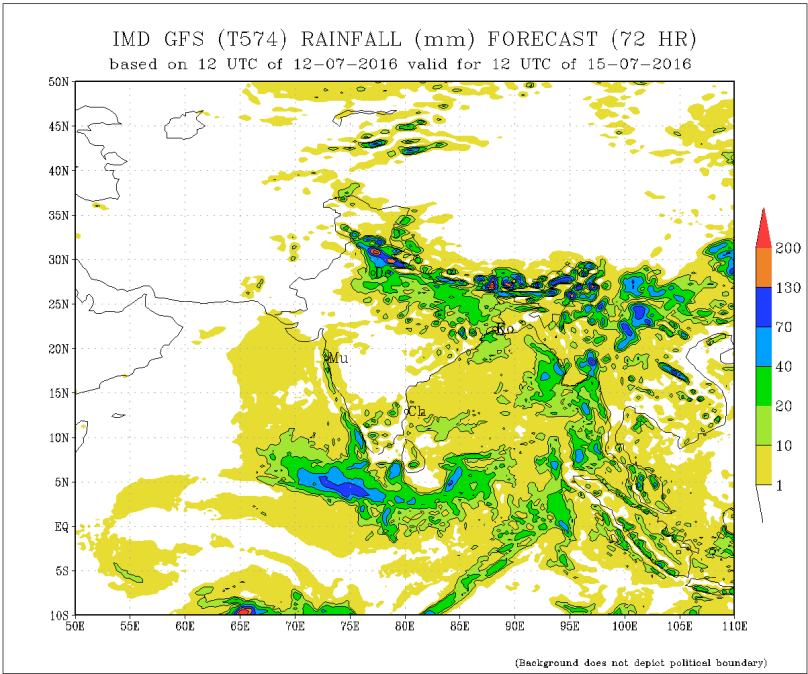 IMD GFS (T574) RAINFALL (mm) FORECAST (72 HR)
based on 12 UTC of 12-07-2016 valid for 12 UTC of 15-07-2016
50N
45N
40N
35N
30N
25N
20N
15N
10N
5N
EQ
5S
10S
50E 55E 60E 65E 70E 75E 80E 85E 90E 95E 100E 105E 110E
De
Ko
Mu
Ch
200
130
70
40
20
10
1
(Background does not depict political boundary)